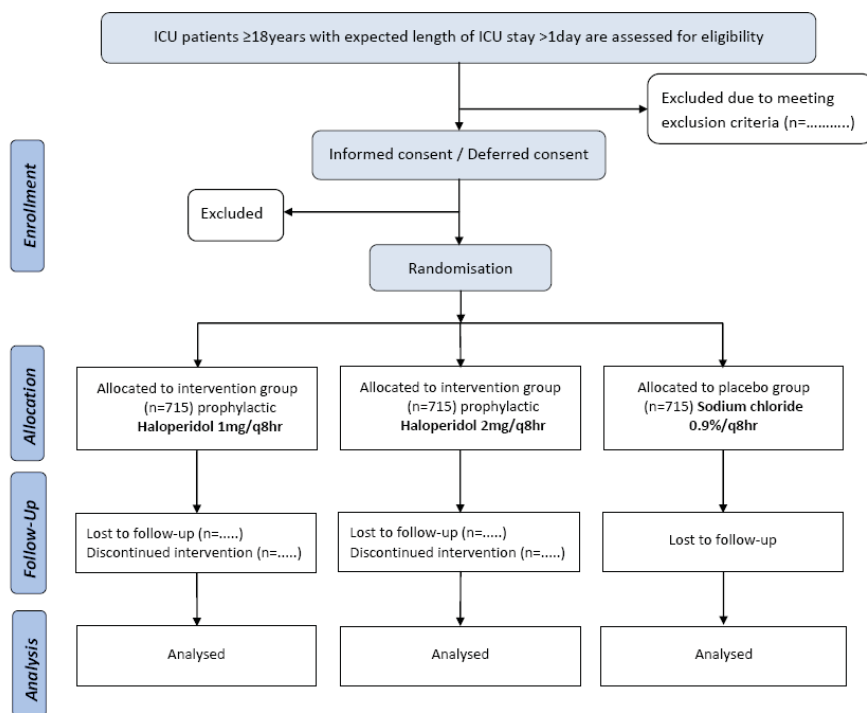 ICU patients ≥18years with expected length of ICU stay >1day are assessed for eligibility
Excluded due to meeting
exclusion criteria (n=………..)
Enrollment
Informed consent / Deferred consent
Excluded
Randomisation
Allocation
Allocated to intervention group
(n=715) prophylactic
Haloperidol 1mg/q8hr
Allocated to intervention group
(n=715) prophylactic
Haloperidol 2mg/q8hr
Allocated to placebo group
(n=715) Sodium chloride
0.9%/q8hr
Follow-Up
Lost to follow-up (n=.....)
Discontinued intervention (n=.....)
Lost to follow-up (n=.....)
Discontinued intervention (n=.....)
Lost to follow-up
Analysis
Analysed
Analysed
Analysed